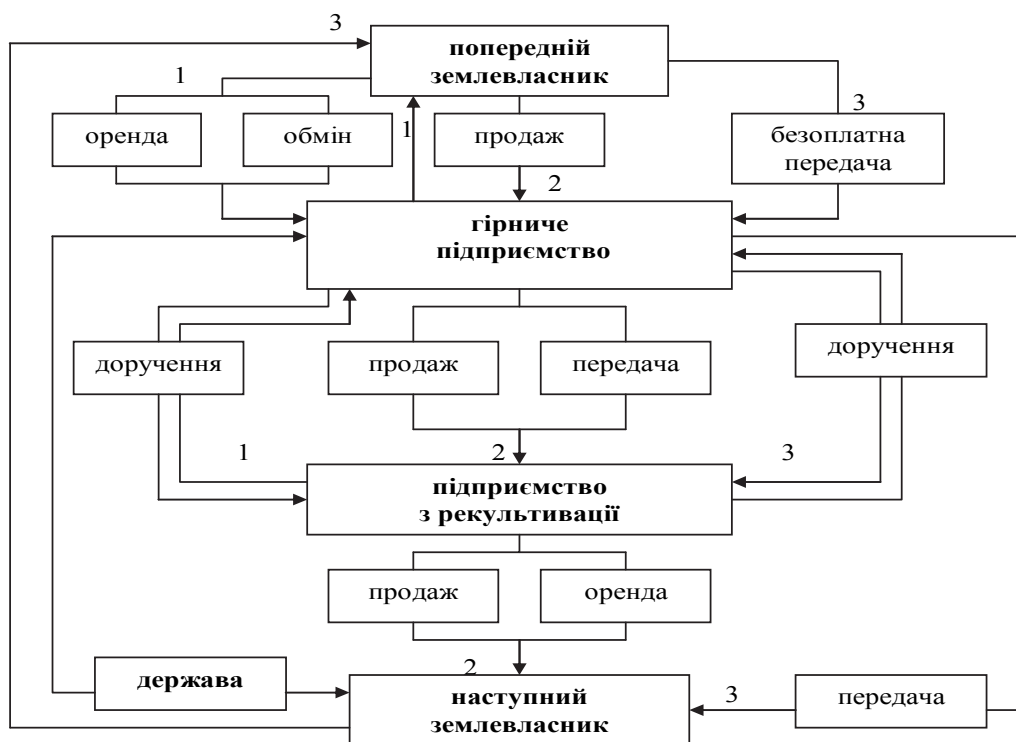 3
попередній
землевласник
1
3
оренда
обмін
1
продаж
безоплатна
передача
2
гірниче
підприємство
доручення
продаж
передача
доручення
1
2
3
підприємство
з рекультивації
продаж
оренда
держава
2
наступний
землевласник
3
передача